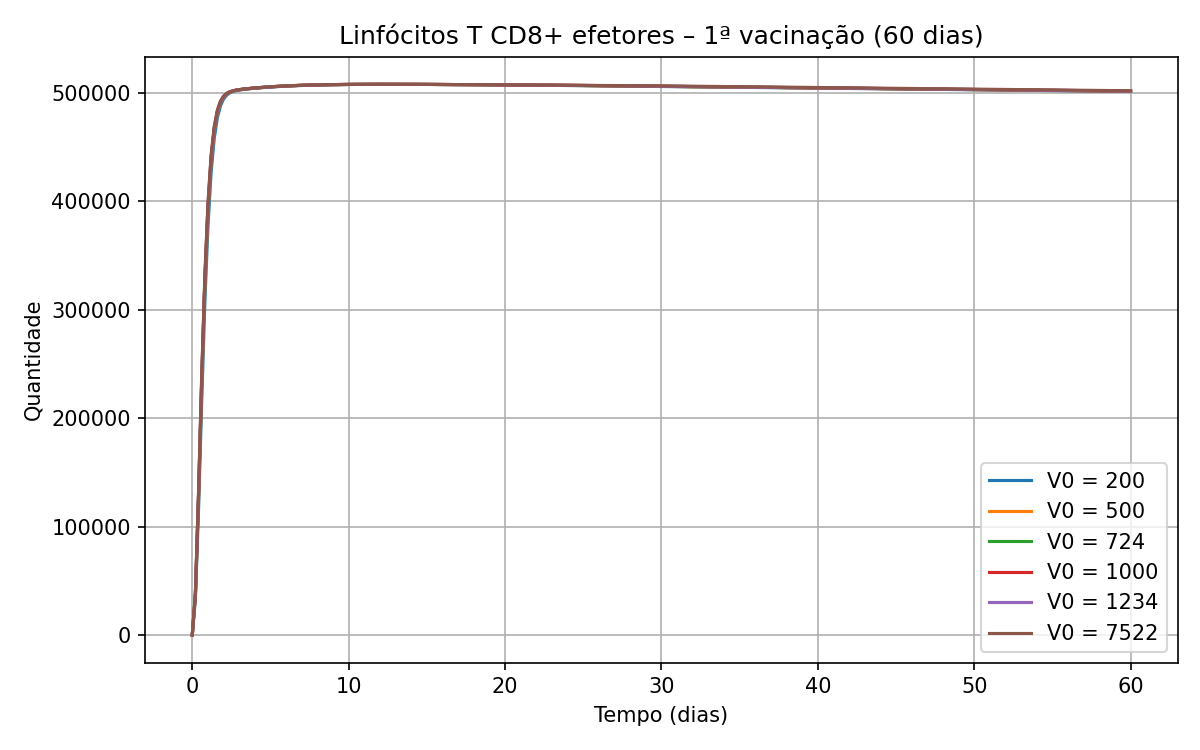 Linfócitos T CD8+ efetores – 1ª vacinação (60 dias)
Quantidade
500000
400000
300000
200000
100000
0
0 10 20 30 40 50 60
Tempo (dias)
V0 = 200
V0 = 500
V0 = 724
V0 = 1000
V0 = 1234
V0 = 7522